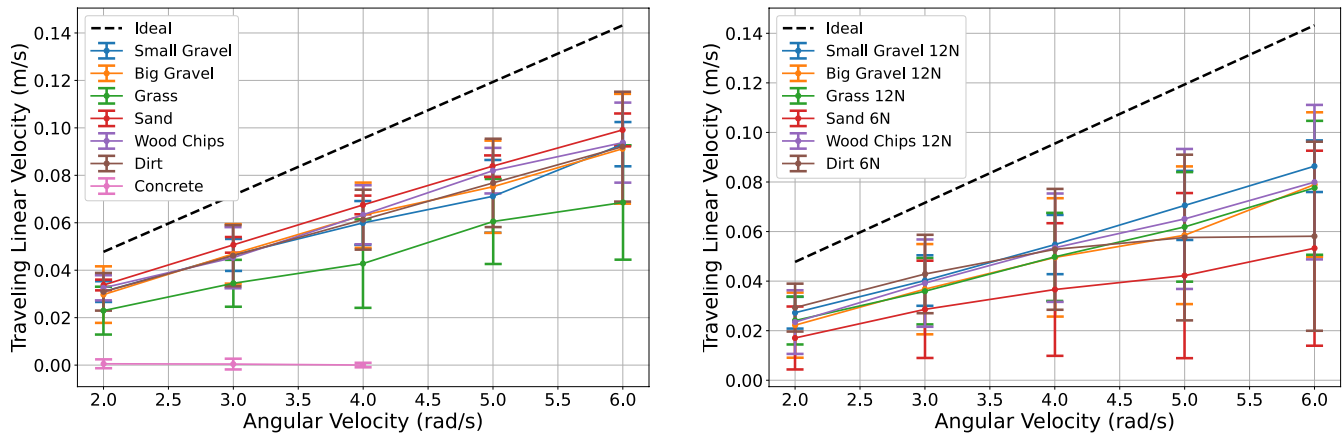 Traveling Linear Velocity (m/s)
0.14
0.12
0.10
0.08
0.06
0.04
0.02
0.00
Ideal
Small Gravel
Big Gravel
Grass
Sand
Wood Chips
Dirt
Concrete
2.0 2.5 3.0 3.5 4.0 4.5 5.0 5.5 6.0
Angular Velocity (rad/s)
Traveling Linear Velocity (m/s)
0.14
0.12
0.10
0.08
0.06
0.04
0.02
0.00
Ideal
Small Gravel 12N
Big Gravel 12N
Grass 12N
Sand 6N
Wood Chips 12N
Dirt 6N
2.0 2.5 3.0 3.5 4.0 4.5 5.0 5.5 6.0
Angular Velocity (rad/s)